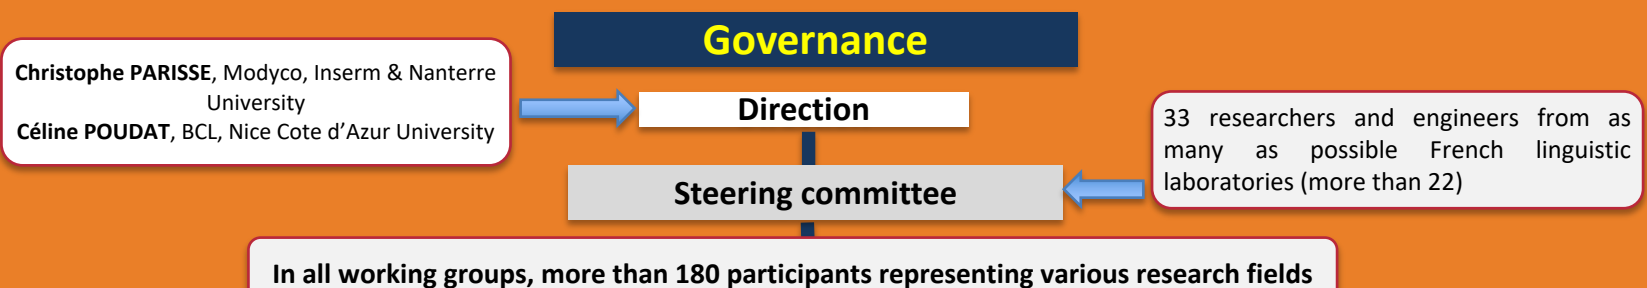 Governance
Christophe PARISSE, Modyco, Inserm & Nanterre
University
Céline POUDAT, BCL, Nice Cote d'Azur University
Direction
33 researchers and engineers from as
many as possible French linguistic
laboratories (more than 22)
Steering committee
In all working groups, more than 180 participants representing various research fields